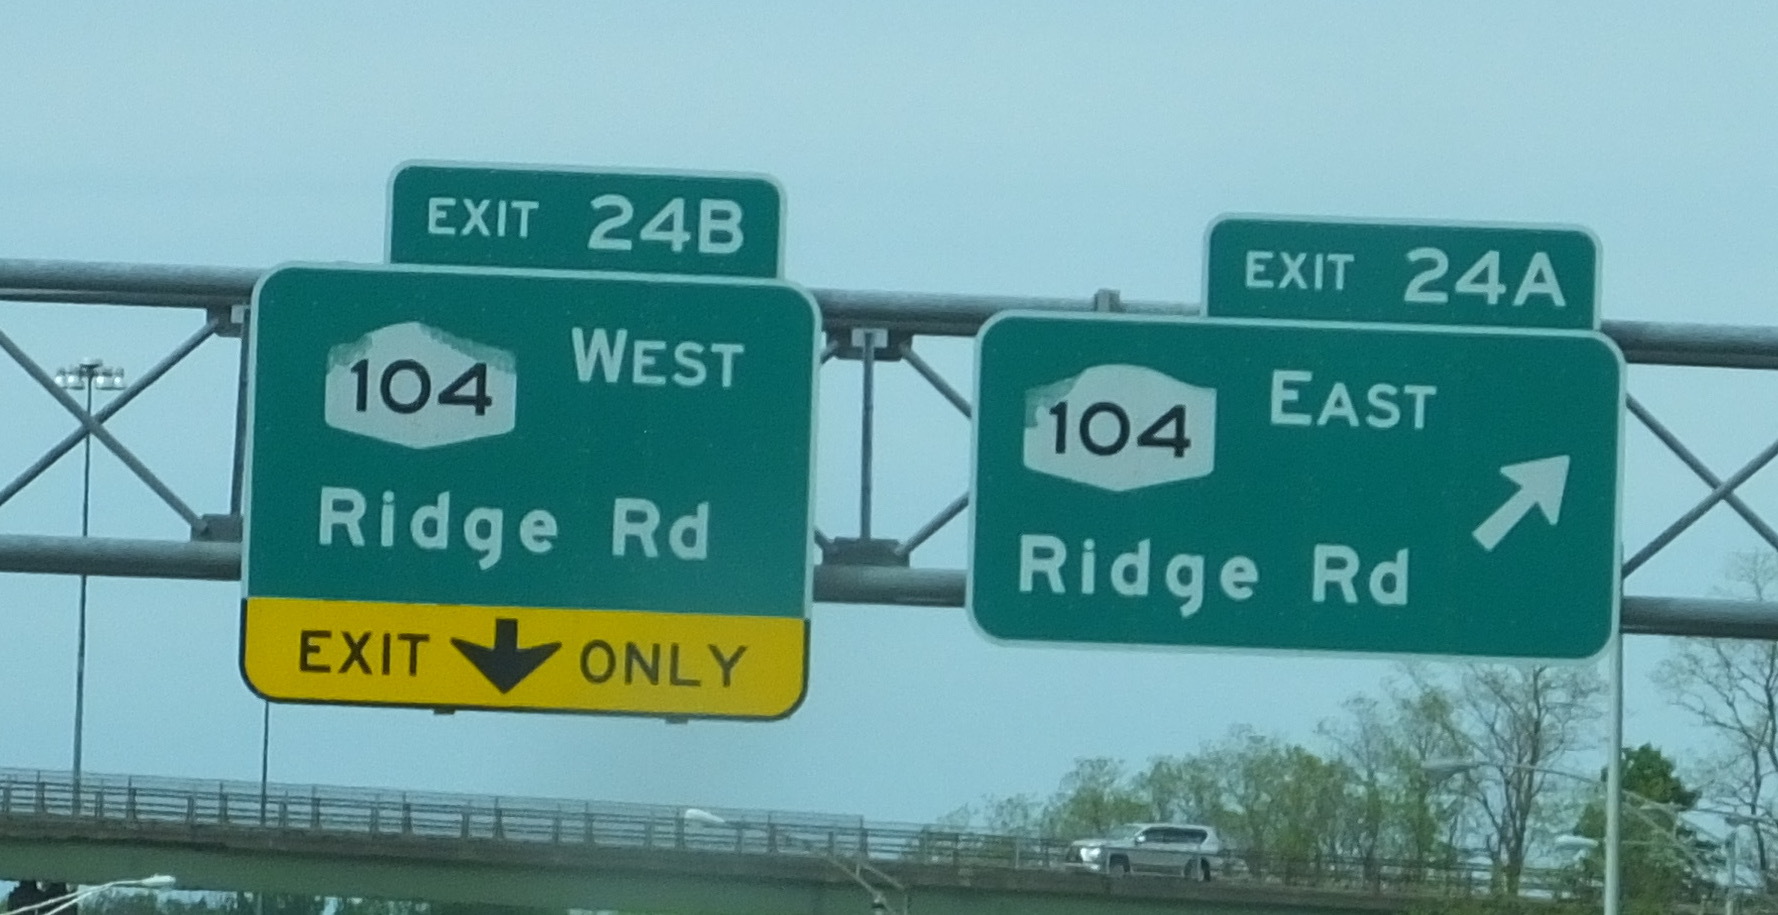 EXIT 24B
104 WEST
Ridge Rd
EXIT ONLY
EXIT 24A
104 EAST
Ridge Rd